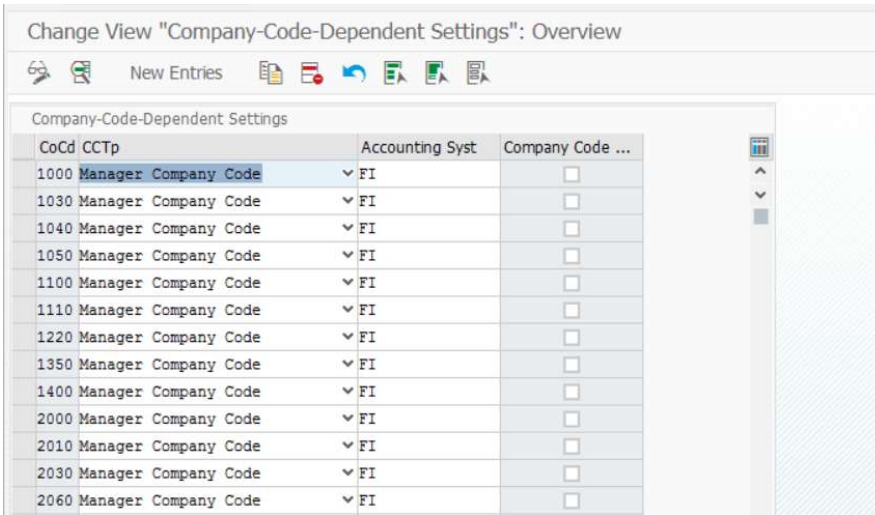 Change View "Company-Code-Dependent Settings": Overview
New Entries
Company-Code-Dependent Settings
CoCd CCTp Accounting Syst Company Code ...
1000 Manager Company Code FI
1030 Manager Company Code FI
1040 Manager Company Code FI
1050 Manager Company Code FI
1100 Manager Company Code FI
1110 Manager Company Code FI
1220 Manager Company Code FI
1350 Manager Company Code FI
1400 Manager Company Code FI
2000 Manager Company Code FI
2010 Manager Company Code FI
2030 Manager Company Code FI
2060 Manager Company Code FI